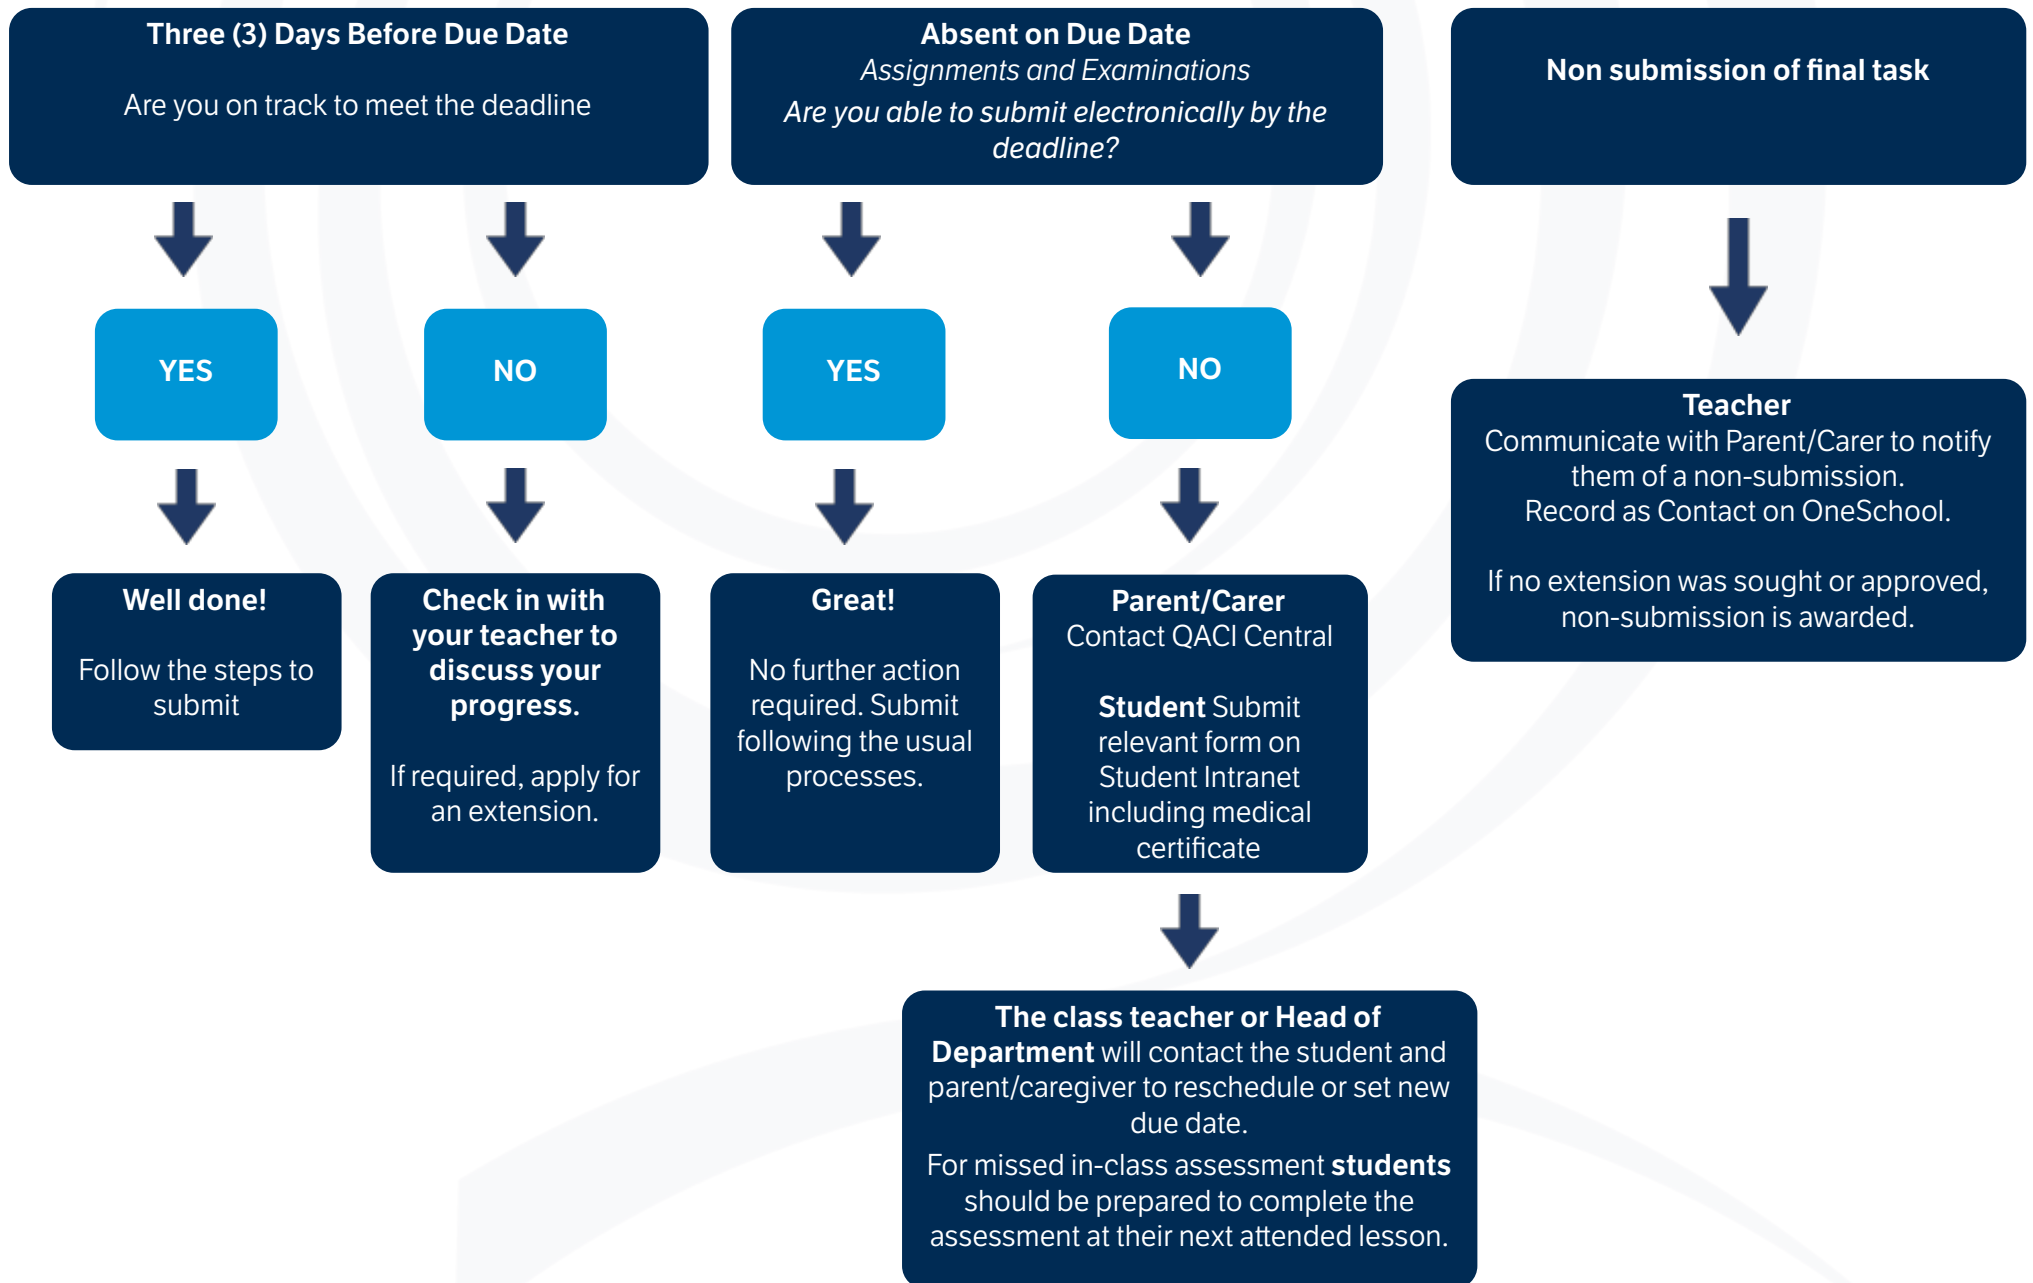 Three (3) Days Before Due Date
Are you on track to meet the deadline
Absent on Due Date
Assignments and Examinations
Are you able to submit electronically by the
deadline?
Non submission of final task
YES
NO
YES
NO
Well done!
Follow the steps to
submit
Check in with
your teacher to
discuss your
progress.
If required, apply for
an extension.
Great!
No further action
required. Submit
following the usual
processes.
Parent/Carer
Contact QACI Central
Student Submit
relevant form on
Student Intranet
including medical
certificate
Teacher
Communicate with Parent/Carer to notify
them of a non-submission.
Record as Contact on OneSchool.
If no extension was sought or approved,
non-submission is awarded.
The class teacher or Head of
Department will contact the student and
parent/caregiver to reschedule or set new
due date.
For missed in-class assessment students
should be prepared to complete the
assessment at their next attended lesson.